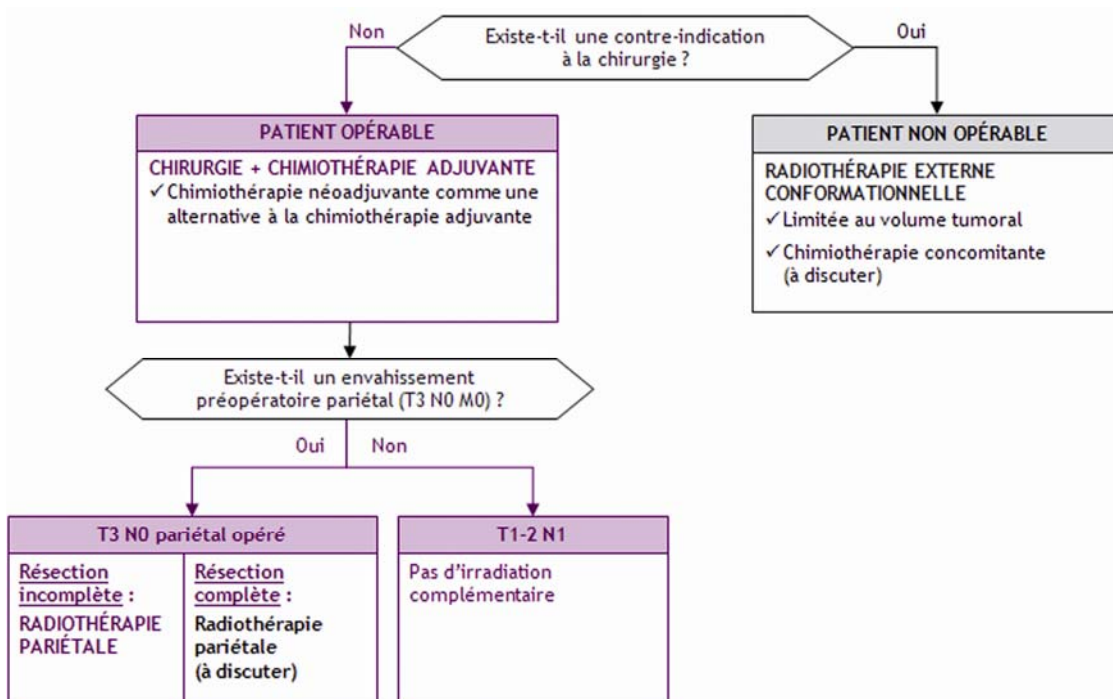 Existe-t-il une contre-indication
à la chirurgie ?
Non
Oui
PATIENT OPÉRABLE
CHIRURGIE + CHIMIOTHÉRAPIE ADJUVANTE
✓ Chimiothérapie néoadjuvante comme une
alternative à la chimiothérapie adjuvante
PATIENT NON OPÉRABLE
RADIOTHÉRAPIE EXTERNE
CONFORMATIONNELLE
✓ Limitée au volume tumoral
✓ Chimiothérapie concomitante
(à discuter)
Existe-t-il un envahissement
préopératoire pariétal (T3 N0 M0) ?
Oui
Non
T3 N0 pariétal opéré
Résection
incomplète :
RADIOTHÉRAPIE
PARIÉTALE
Résection
complète :
Radiothérapie
pariétale
(à discuter)
T1-2 N1
Pas d'irradiation
complémentaire